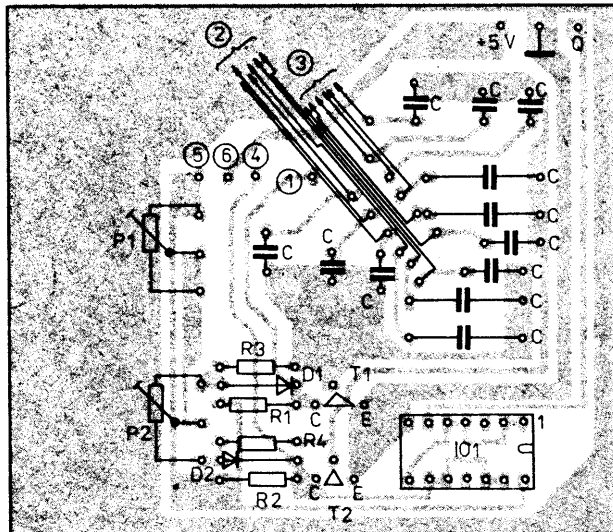 ② ③ +5V Q
C C C
⑤ ⑥ ④ ① C
P1 C
C C C C
C
C
R3 D1 T1
P2 R1 C E
R4 IO1 1
D2 R2 C E
T2